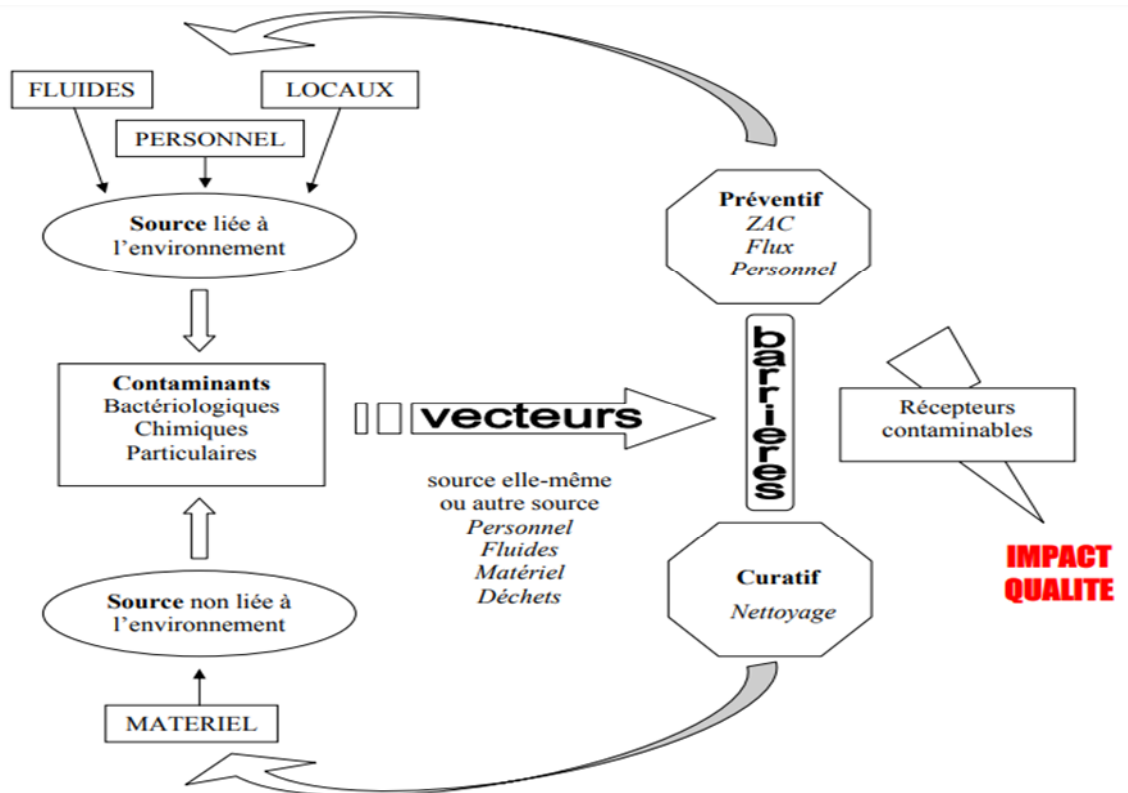 FLUIDES
LOCAUX
PERSONNEL
Source liée à
l'environnement
Contaminants
Bactériologiques
Chimiques
Particulaires
Source non liée à
l'environnement
MATERIEL
vecteurs
source elle-même
ou autre source
Personnel
Fluides
Matériel
Déchets
Préventif
ZAC
Flux
Personnel
barrieres
Curatif
Nettoyage
Récepteurs
contaminables
IMPACT
QUALITE